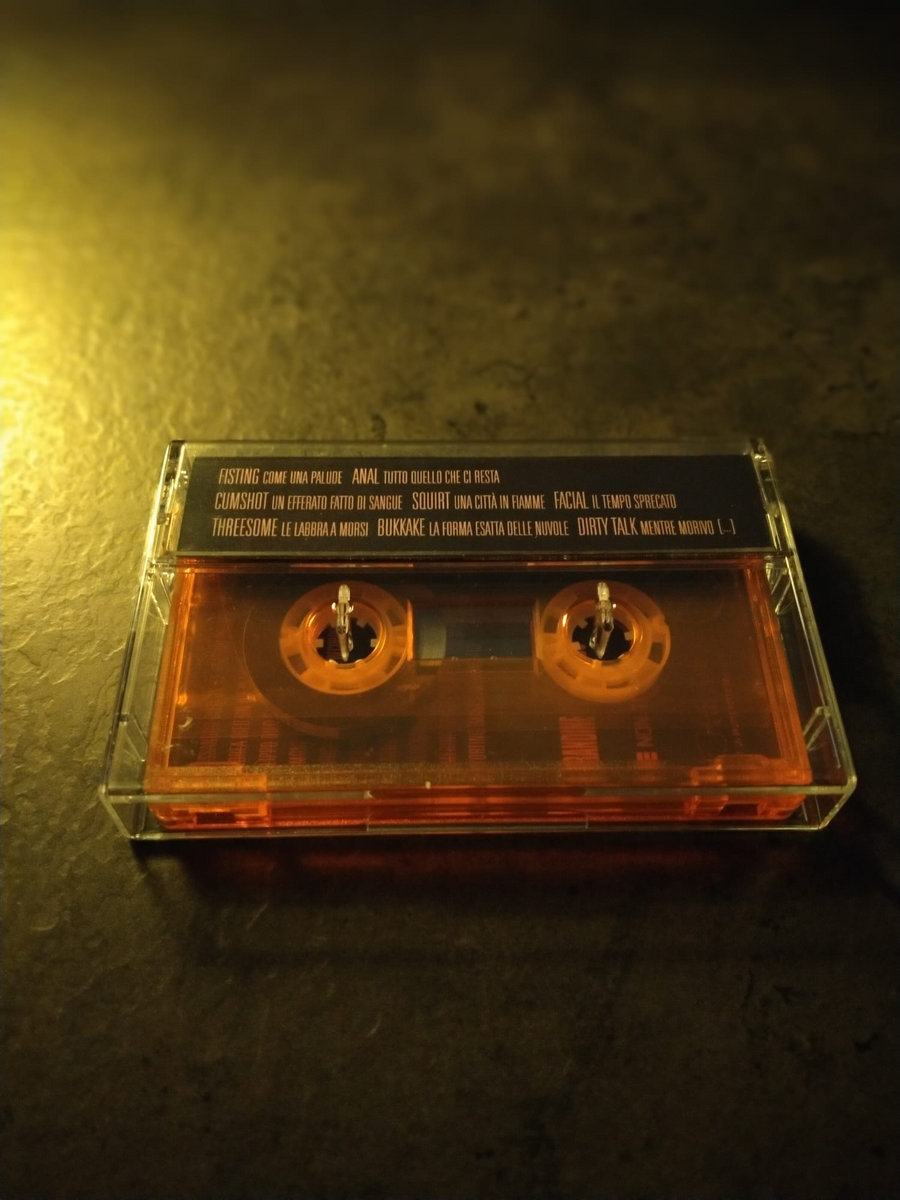 FISTING COME UNA PALUDE ANAL TUTTO QUELLO CHE CI RESTA
CUMSHOT UN EFFERATO FATTO DI SANGUE SQUIRT UNA CITTÀ IN FIAMME FACIAL IL TEMPO SPRECATO
THREESOME LE LABBRA A MORSI BUKKAKE LA FORMA ESATTA DELLE NUVOLE DIRTY TALK MENTRE MORIVO [...]